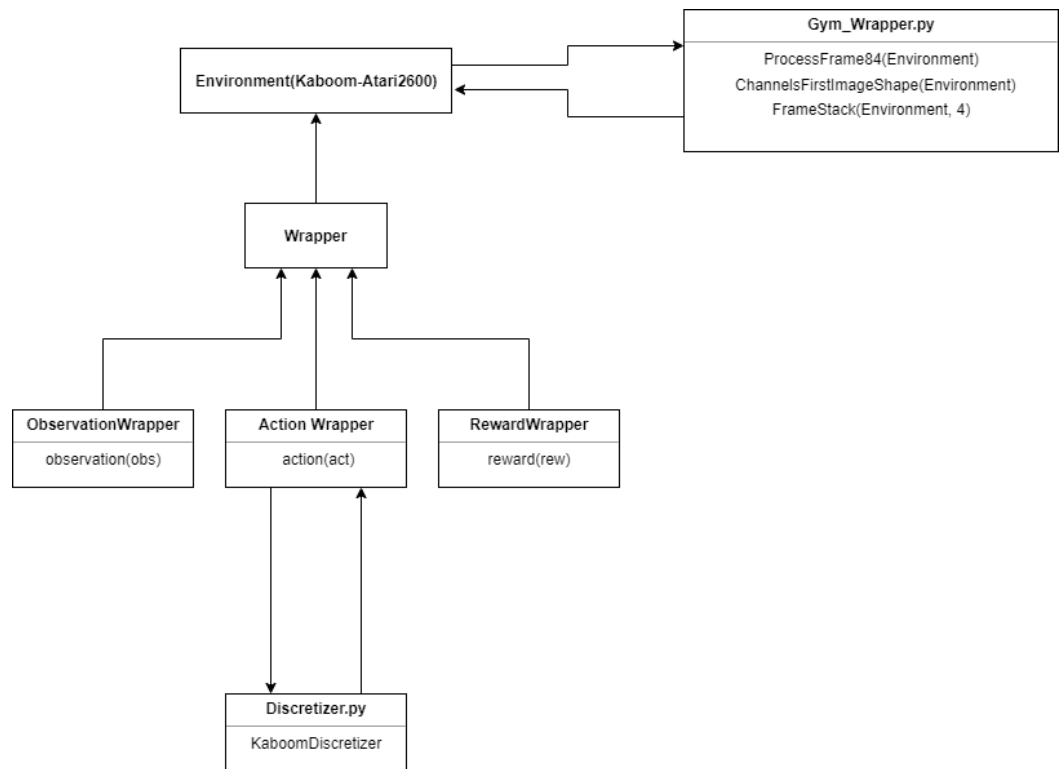 Gym_Wrapper.py
ProcessFrame84(Environment)
ChannelsFirstImageShape(Environment)
FrameStack(Environment, 4)
Environment(Kaboom-Atari2600)
Wrapper
ObservationWrapper
observation(obs)
Action Wrapper
action(act)
RewardWrapper
reward(rew)
Discretizer.py
KaboomDiscretizer